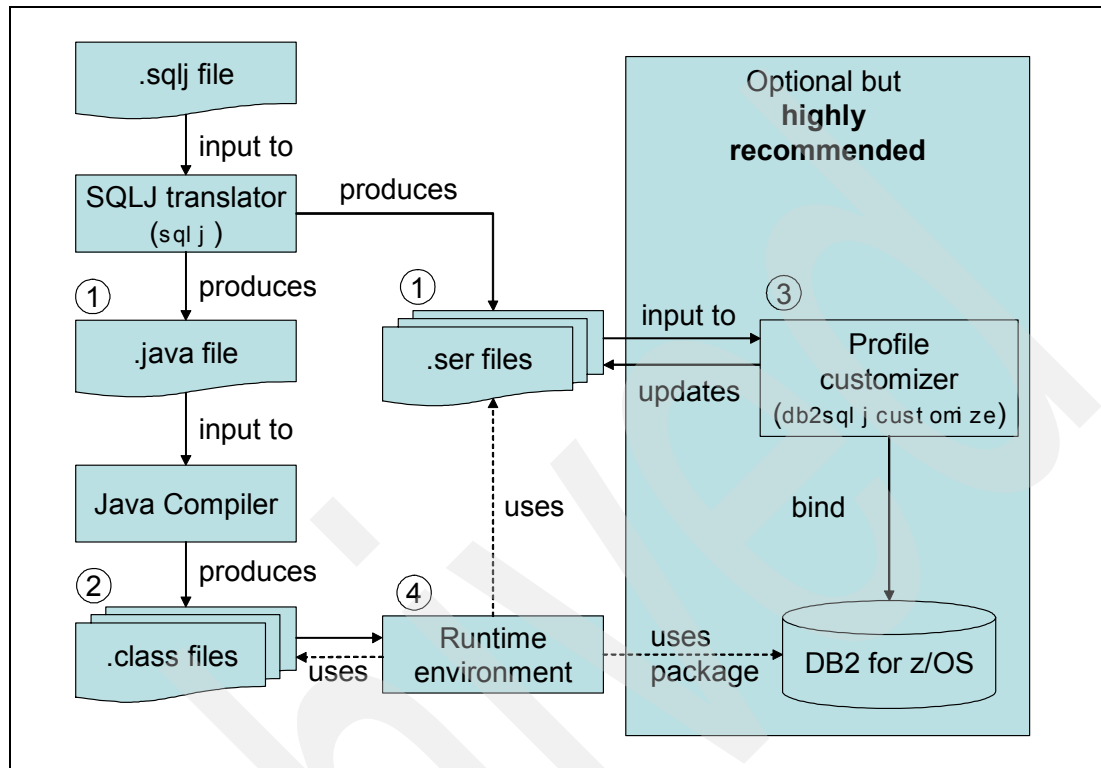 .sqlj file
input to
SQLJ translator
(sqlj)
produces
produces
1
.java file
input to
Java Compiler
produces
2
.class files
1
.ser files
input to
updates
uses
4
Runtime
environment
uses
uses
package
Optional but
highly
recommended
3
Profile
customizer
(db2sqljcustomize)
bind
DB2 for z/OS